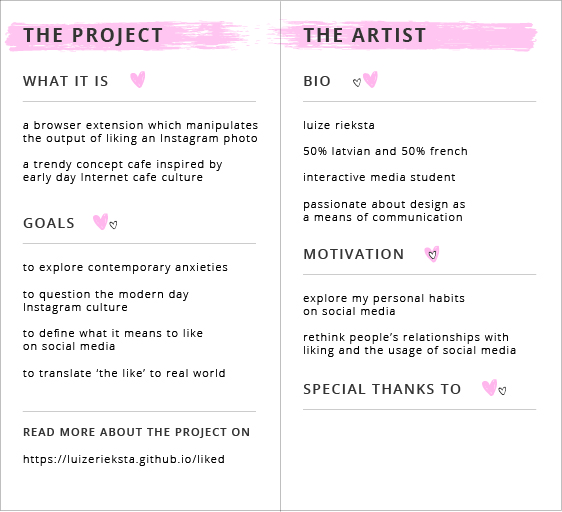 THE PROJECT
WHAT IT IS
a browser extension which manipulates
the output of liking an Instagram photo
a trendy concept cafe inspired by
early day Internet cafe culture
GOALS
to explore contemporary anxieties
to question the modern day
Instagram culture
to define what it means to like
on social media
to translate ‘the like’ to real world
READ MORE ABOUT THE PROJECT ON
https://luizerieksta.github.io/liked
THE ARTIST
BIO
luize rieksta
50% latvian and 50% french
interactive media student
passionate about design as
a means of communication
MOTIVATION
explore my personal habits
on social media
rethink people’s relationships with
liking and the usage of social media
SPECIAL THANKS TO